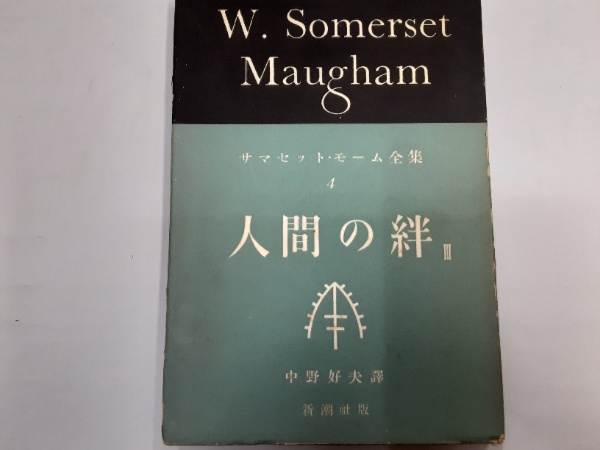 W. Somerset
Maugham
サマセット・モーム全集
4
人間の絆 III
中野好夫譯
新潮社版